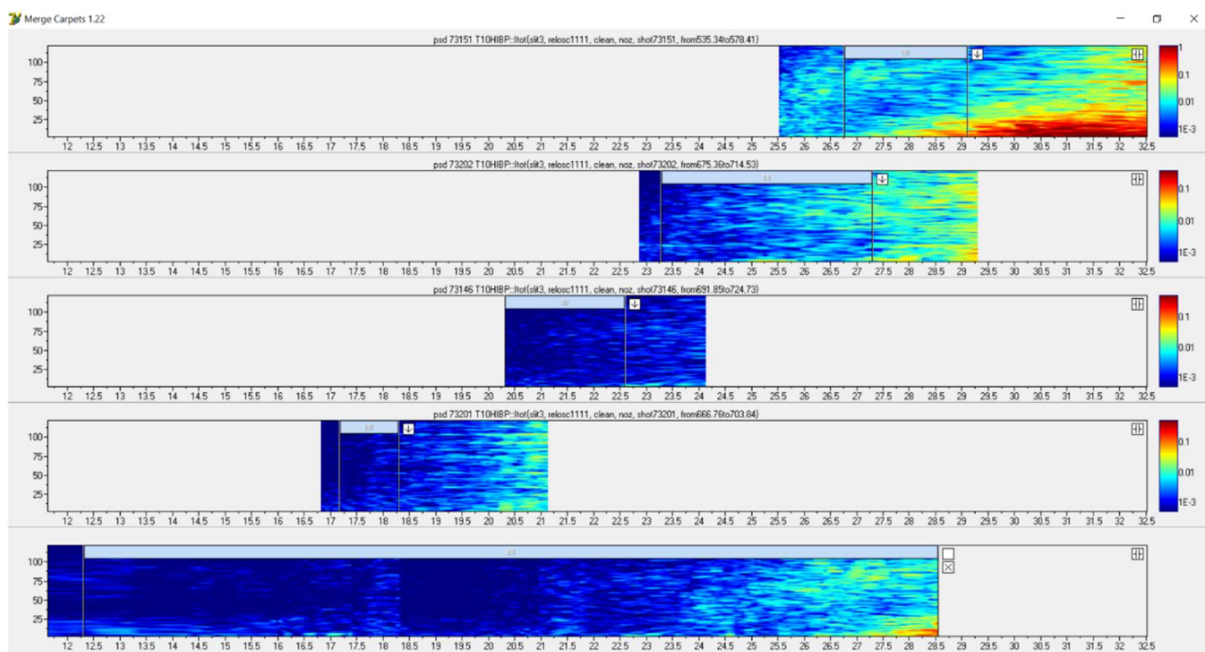 Merge Carpets 1.22
psd 73151 T10HIBP::Itot{slit3, relosc1111, clean, noz, shot73151, from535.34to578.41}
100
75
50
25
1
0.1
0.01
1E-3
12 12.5 13 13.5 14 14.5 15 15.5 16 16.5 17 17.5 18 18.5 19 19.5 20 20.5 21 21.5 22 22.5 23 23.5 24 24.5 25 25.5 26 26.5 27 27.5 28 28.5 29 29.5 30 30.5 31 31.5 32 32.5
psd 73202 T10HIBP::Itot{slit3, relosc1111, clean, noz, shot73202, from675.36to714.53}
100
75
50
25
0.1
0.01
1E-3
12 12.5 13 13.5 14 14.5 15 15.5 16 16.5 17 17.5 18 18.5 19 19.5 20 20.5 21 21.5 22 22.5 23 23.5 24 24.5 25 25.5 26 26.5 27 27.5 28 28.5 29 29.5 30 30.5 31 31.5 32 32.5
psd 73146 T10HIBP::Itot{slit3, relosc1111, clean, noz, shot73146, from691.85to724.73}
100
75
50
25
0.1
0.01
1E-3
12 12.5 13 13.5 14 14.5 15 15.5 16 16.5 17 17.5 18 18.5 19 19.5 20 20.5 21 21.5 22 22.5 23 23.5 24 24.5 25 25.5 26 26.5 27 27.5 28 28.5 29 29.5 30 30.5 31 31.5 32 32.5
psd 73201 T10HIBP::Itot{slit3, relosc1111, clean, noz, shot73201, from666.76to703.84}
100
75
50
25
0.1
0.01
1E-3
12 12.5 13 13.5 14 14.5 15 15.5 16 16.5 17 17.5 18 18.5 19 19.5 20 20.5 21 21.5 22 22.5 23 23.5 24 24.5 25 25.5 26 26.5 27 27.5 28 28.5 29 29.5 30 30.5 31 31.5 32 32.5
100
75
50
25
12 12.5 13 13.5 14 14.5 15 15.5 16 16.5 17 17.5 18 18.5 19 19.5 20 20.5 21 21.5 22 22.5 23 23.5 24 24.5 25 25.5 26 26.5 27 27.5 28 28.5 29 29.5 30 30.5 31 31.5 32 32.5